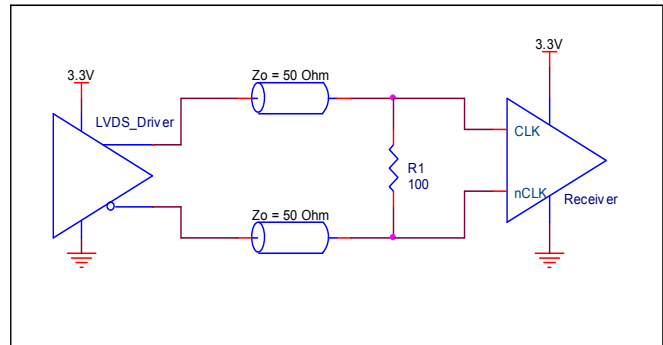 3.3V
LVDS_Driver
Zo = 50 Ohm
Zo = 50 Ohm
R1
100
3.3V
CLK
nCLK
Receiver